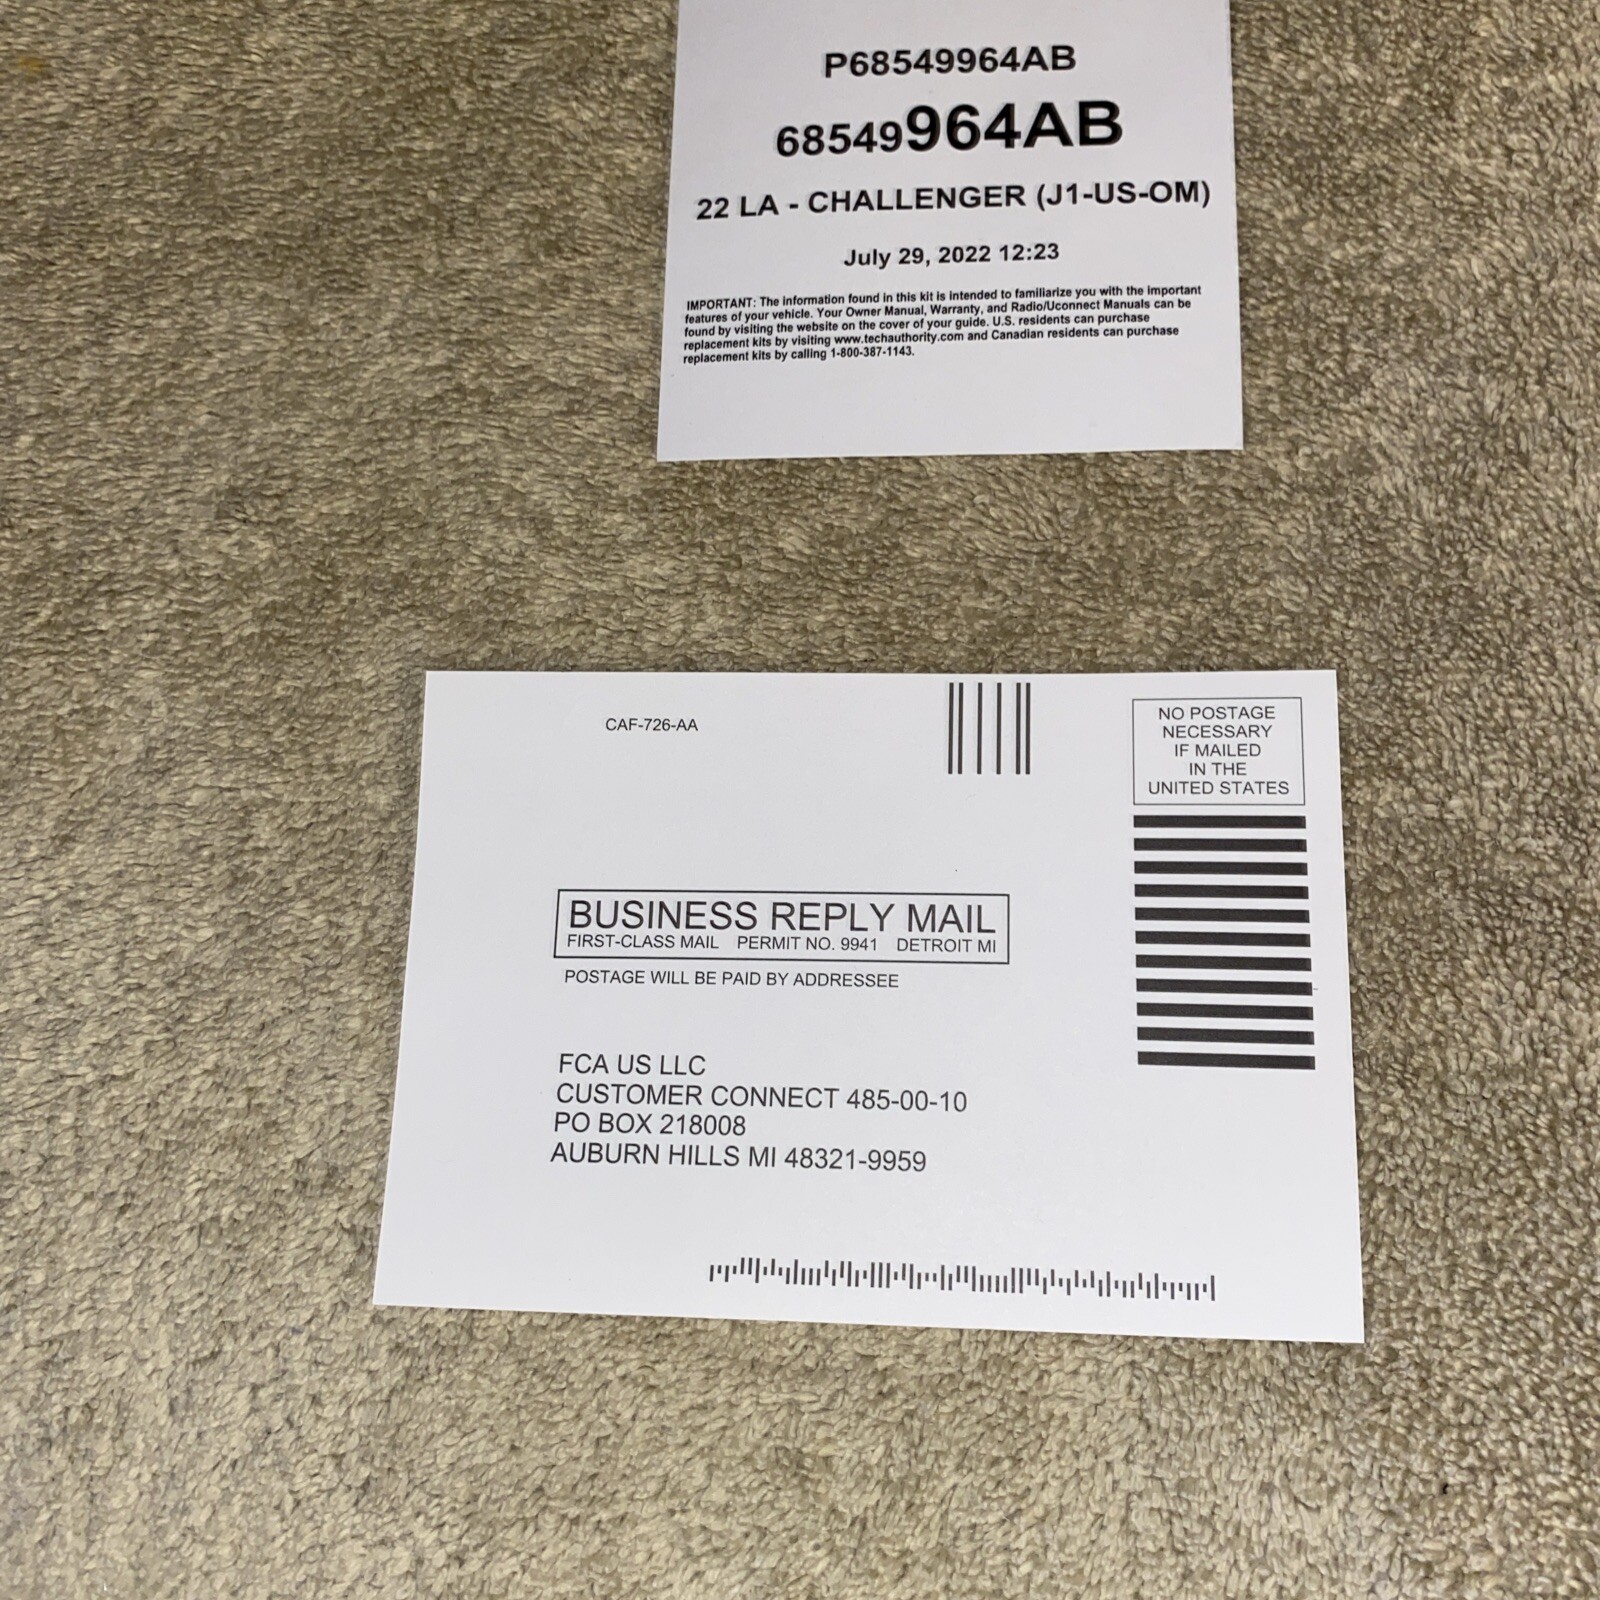 P68549964AB
68549964AB
22 LA - CHALLENGER (J1-US-OM)
July 29, 2022 12:23
IMPORTANT: The information found in this kit is intended to familiarize you with the important
features of your vehicle. Your Owner Manual, Warranty, and Radio/Uconnect Manuals can be
found by visiting the website on the cover of your guide. U.S. residents can purchase
replacement kits by visiting www.techauthority.com and Canadian residents can purchase
replacement kits by calling 1-800-387-1143.
CAF-726-AA
NO POSTAGE
NECESSARY
IF MAILED
IN THE
UNITED STATES
BUSINESS REPLY MAIL
FIRST-CLASS MAIL PERMIT NO. 9941 DETROIT MI
POSTAGE WILL BE PAID BY ADDRESSEE
FCA US LLC
CUSTOMER CONNECT 485-00-10
PO BOX 218008
AUBURN HILLS MI 48321-9959